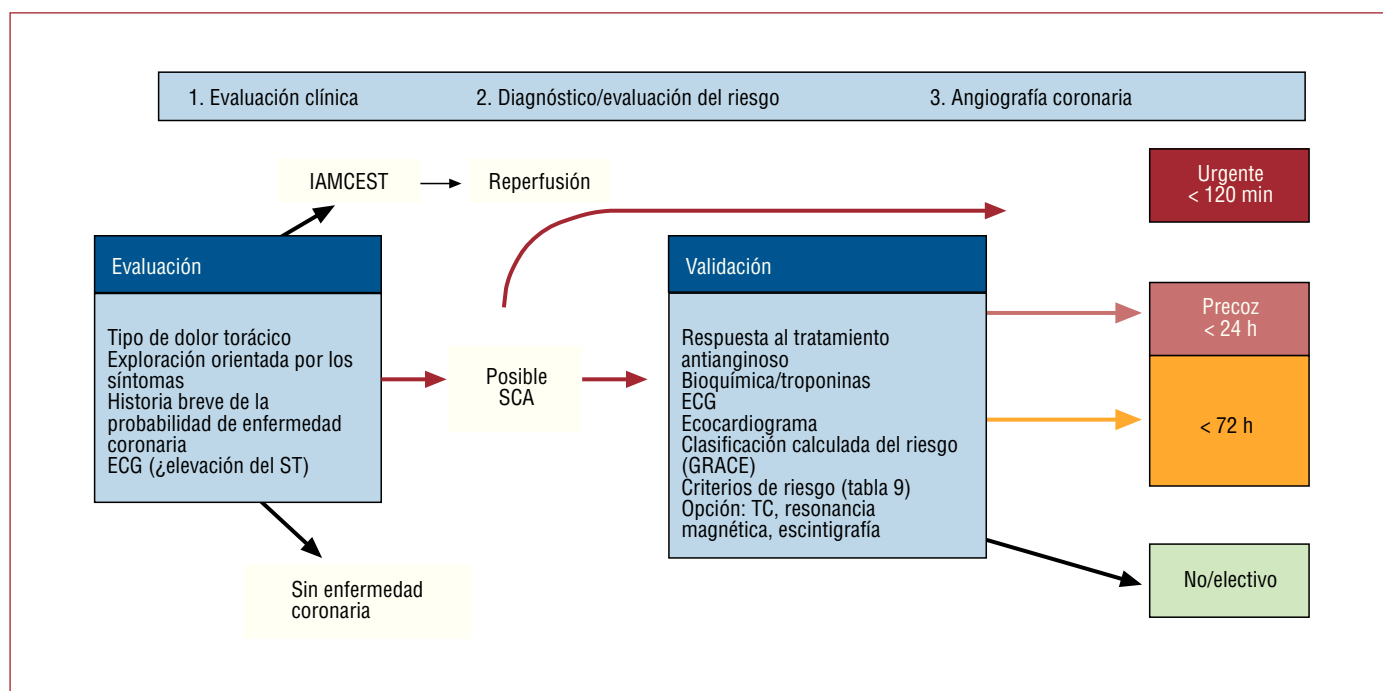 1. Evaluación clínica 2. Diagnóstico/evaluación del riesgo 3. Angiografía coronaria
IAMCEST
Reperfusión
Urgente
< 120 min
Evaluación
Tipo de dolor torácico
Exploración orientada por los
síntomas
Historia breve de la
probabilidad de enfermedad
coronaria
ECG (¿elevación del ST)
Posible
SCA
Validación
Respuesta al tratamiento
antianginoso
Bioquímica/troponinas
ECG
Ecocardiograma
Clasificación calculada del riesgo
(GRACE)
Criterios de riesgo (tabla 9)
Opción: TC, resonancia
magnética, escintigrafía
Precoz
< 24 h
< 72 h
No/electivo
Sin enfermedad
coronaria